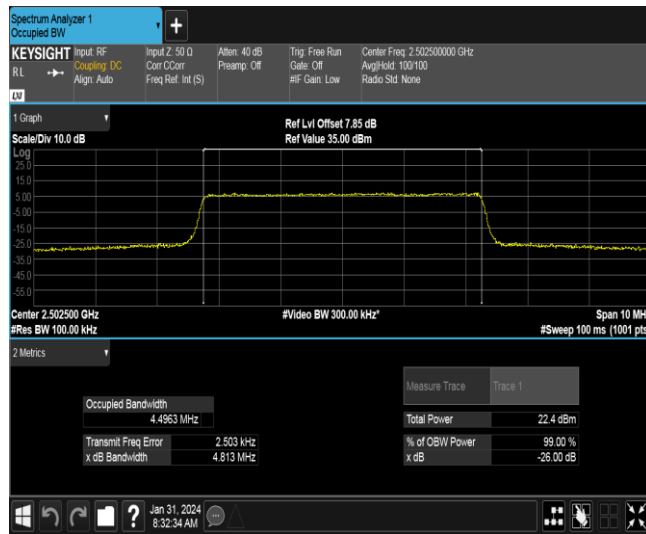 Spectrum Analyzer 1
Occupied BW
+
KEYSIGHT
Input: RF
Coupling: DC
Align: Auto
Input Z: 50 Ω
Corr CCorr
Freq Ref: Int (S)
Atten: 40 dB
Preamp: Off
Trig: Free Run
Gate: Off
#IF Gain: Low
Center Freq: 2.502500000 GHz
Avg|Hold: 100/100
Radio Std: None
R L
LXI
1 Graph
Scale/Div 10.0 dB
Ref Lvl Offset 7.85 dB
Ref Value 35.00 dBm
Log
25.0
15.0
5.00
-5.00
-15.0
-25.0
-35.0
-45.0
-55.0
Center 2.502500 GHz
#Res BW 100.00 kHz
#Video BW 300.00 kHz*
Span 10 MH
#Sweep 100 ms (1001 pts
2 Metrics
Measure Trace Trace 1
Occupied Bandwidth
4.4963 MHz
Total Power 22.4 dBm
Transmit Freq Error 2.503 kHz
% of OBW Power 99.00 %
x dB Bandwidth 4.813 MHz
x dB -26.00 dB
?
Jan 31, 2024
8:32:34 AM